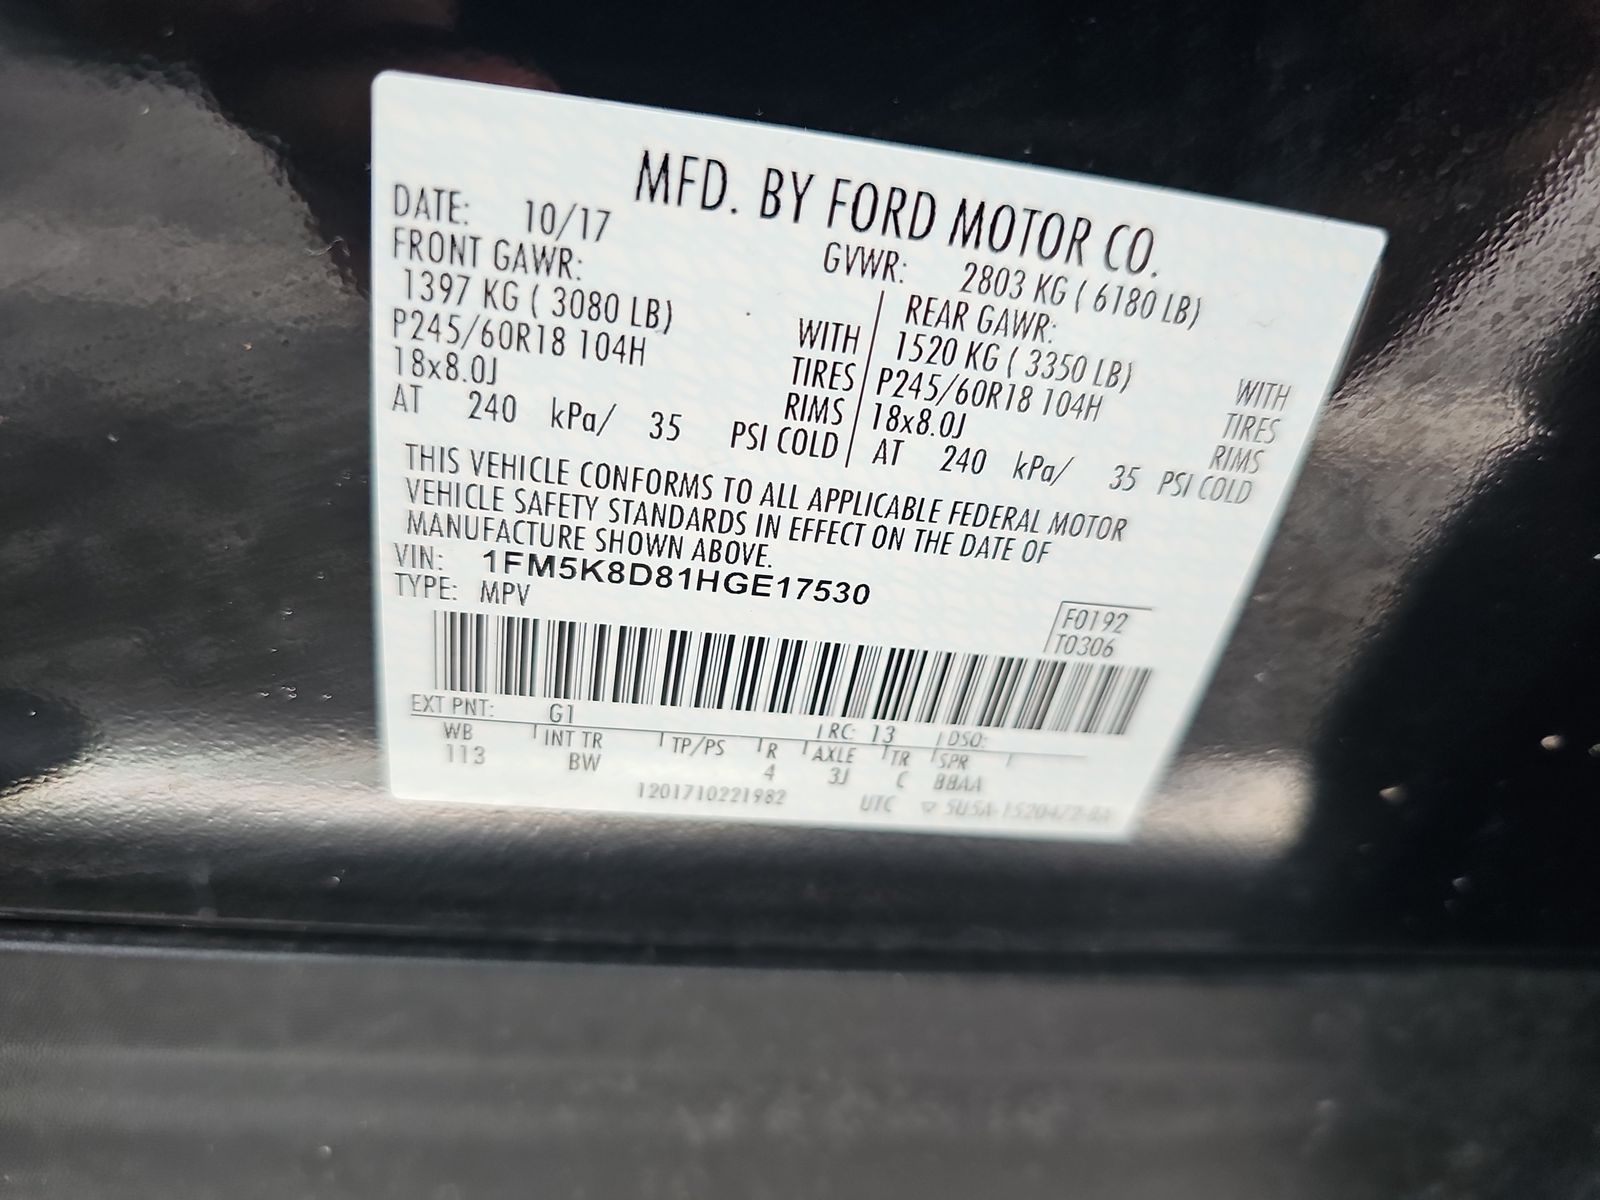 MFD. BY FORD MOTOR CO.
DATE: 10/17 GVWR: 2803 KG ( 6180 LB)
FRONT GAWR: REAR GAWR:
1397 KG ( 3080 LB) WITH 1520 KG ( 3350 LB) WITH
P245/60R18 104H TIRES P245/60R18 104H TIRES
18x8.0J RIMS 18x8.0J RIMS
AT 240 kPa/ 35 PSI COLD AT 240 kPa/ 35 PSI COLD
THIS VEHICLE CONFORMS TO ALL APPLICABLE FEDERAL MOTOR
VEHICLE SAFETY STANDARDS IN EFFECT ON THE DATE OF
MANUFACTURE SHOWN ABOVE.
VIN: 1FM5K8D81HGE17530
TYPE: MPV
F0192
T0306
EXT PNT: G1 RC: 13 DSO:
WB INT TR TP/PS R AXLE TR SPR
113 BW 4 3J C BBAA
1201710221982 UTC